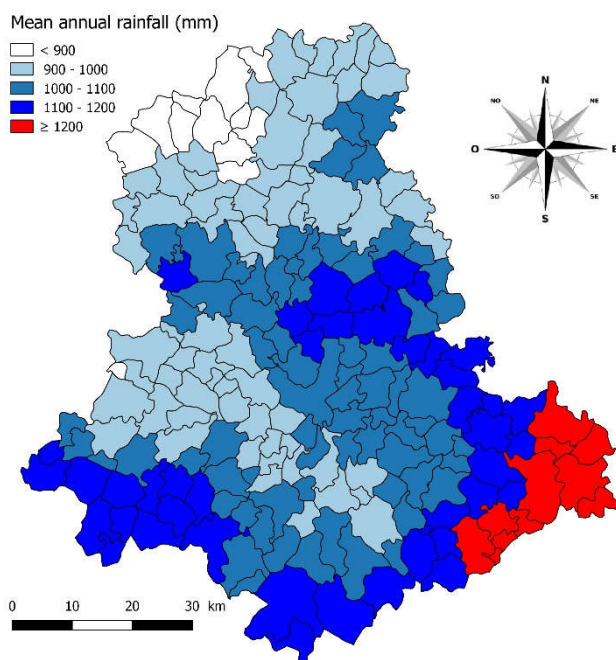 Mean annual rainfall (mm)
< 900
900 - 1000
1000 - 1100
1100 - 1200
≥ 1200
N
NO
NE
O
E
SO
SE
S
0 10 20 30 km